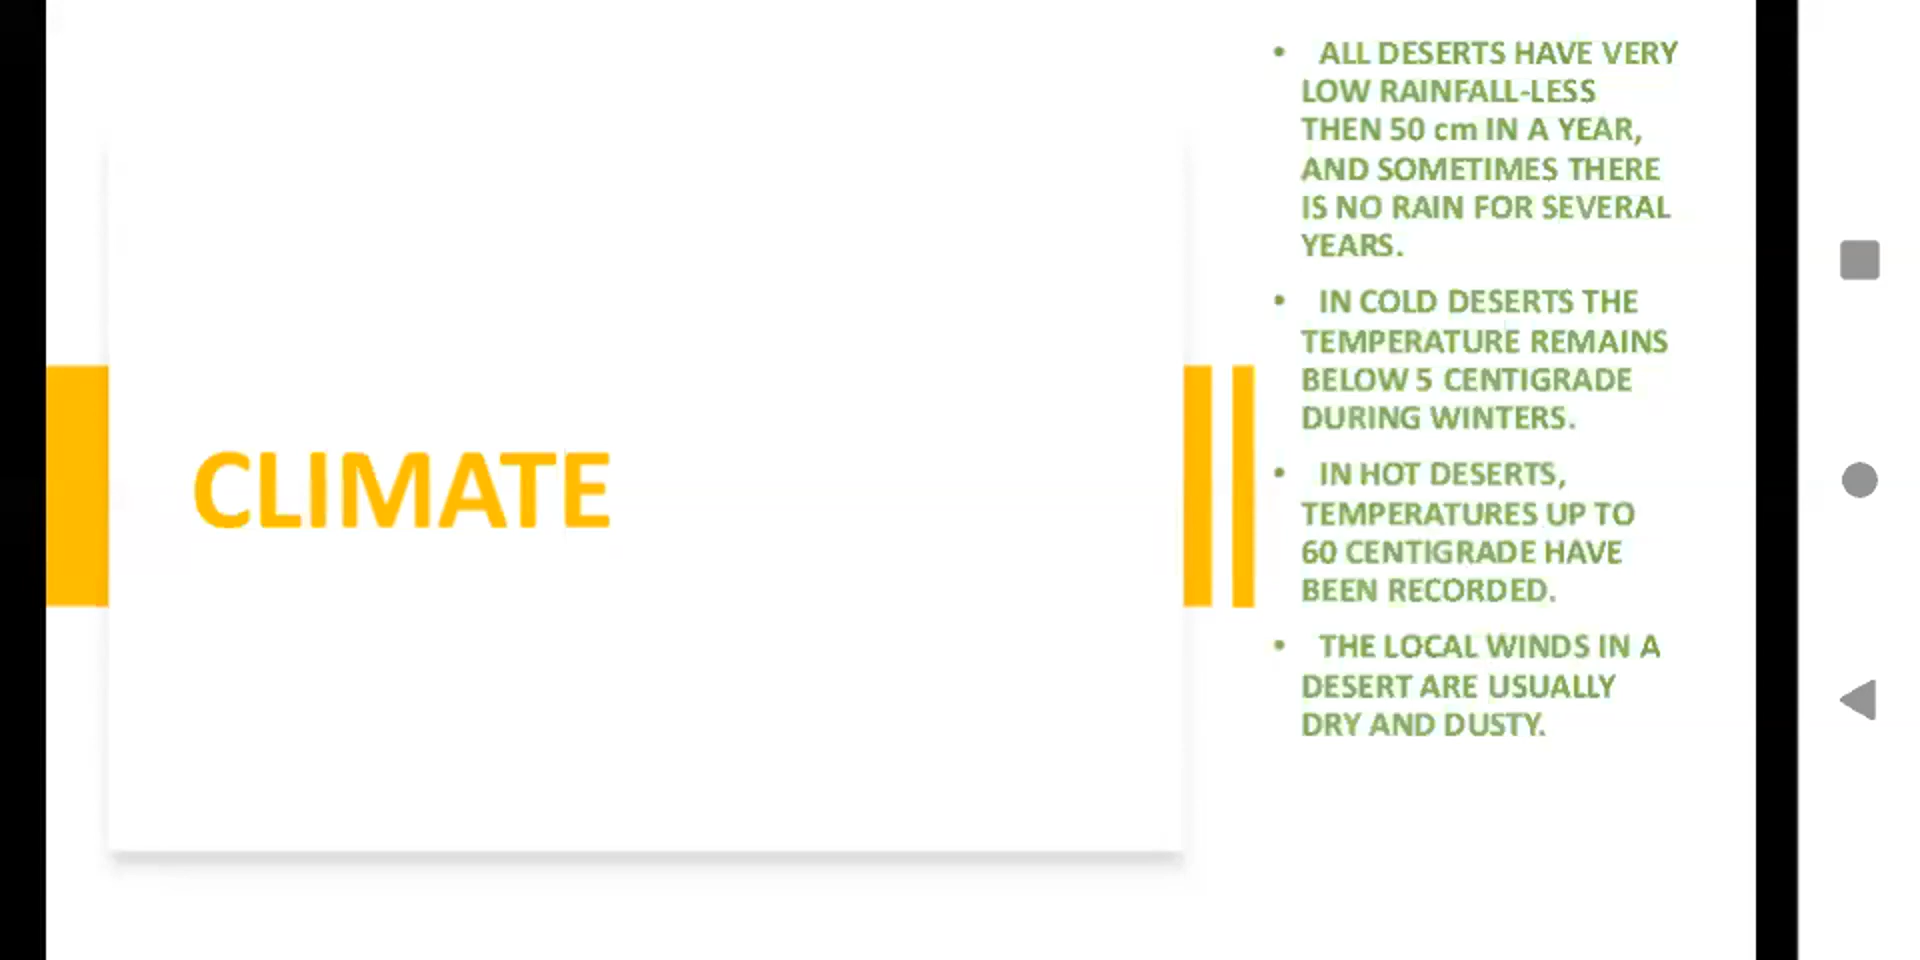 CLIMATE
• ALL DESERTS HAVE VERY
LOW RAINFALL-LESS
THEN 50 cm IN A YEAR,
AND SOMETIMES THERE
IS NO RAIN FOR SEVERAL
YEARS.
• IN COLD DESERTS THE
TEMPERATURE REMAINS
BELOW 5 CENTIGRADE
DURING WINTERS.
• IN HOT DESERTS,
TEMPERATURES UP TO
60 CENTIGRADE HAVE
BEEN RECORDED.
• THE LOCAL WINDS IN A
DESERT ARE USUALLY
DRY AND DUSTY.